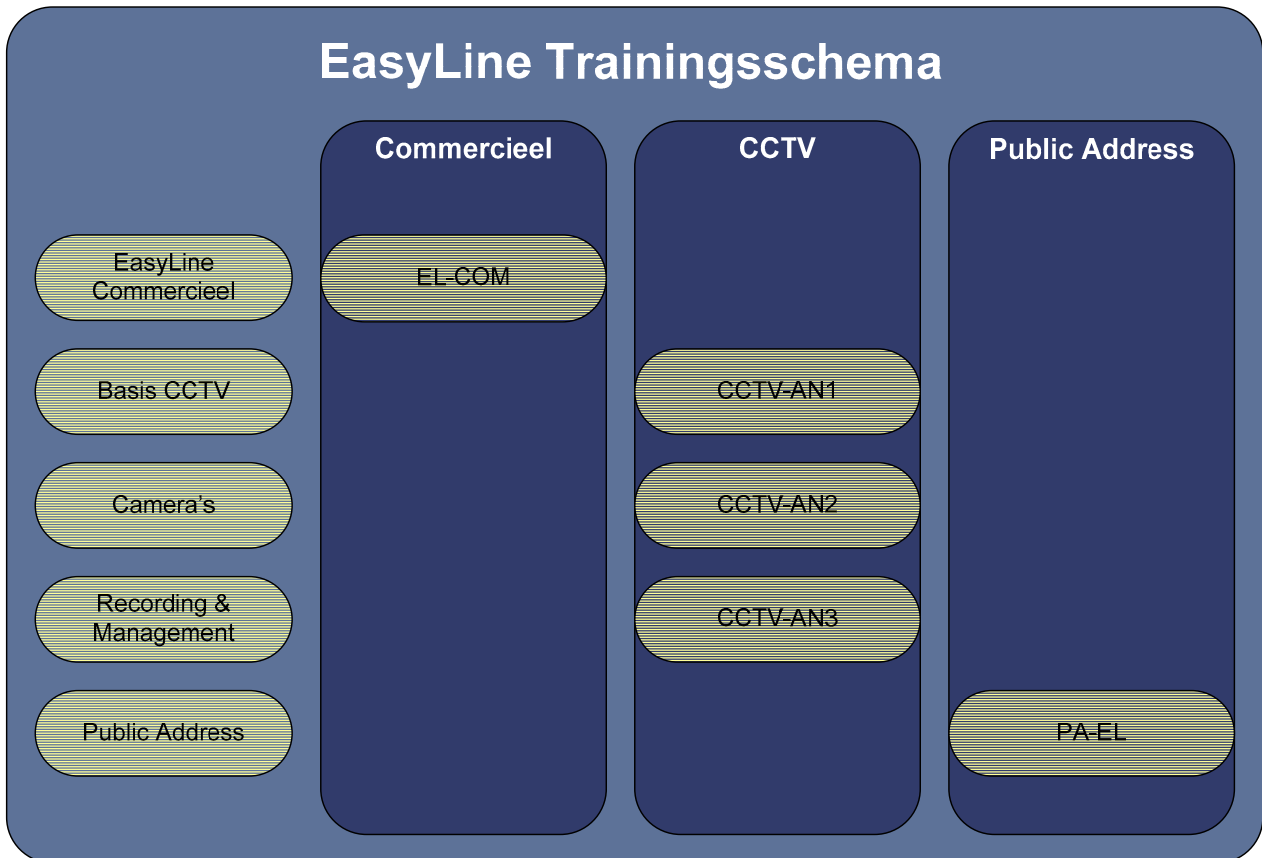 EasyLine Trainingsschema
Commercieel
CCTV
Public Address
EasyLine
Commercieel
EL-COM
Basis CCTV
CCTV-AN1
Camera's
CCTV-AN2
Recording &
Management
CCTV-AN3
Public Address
PA-EL